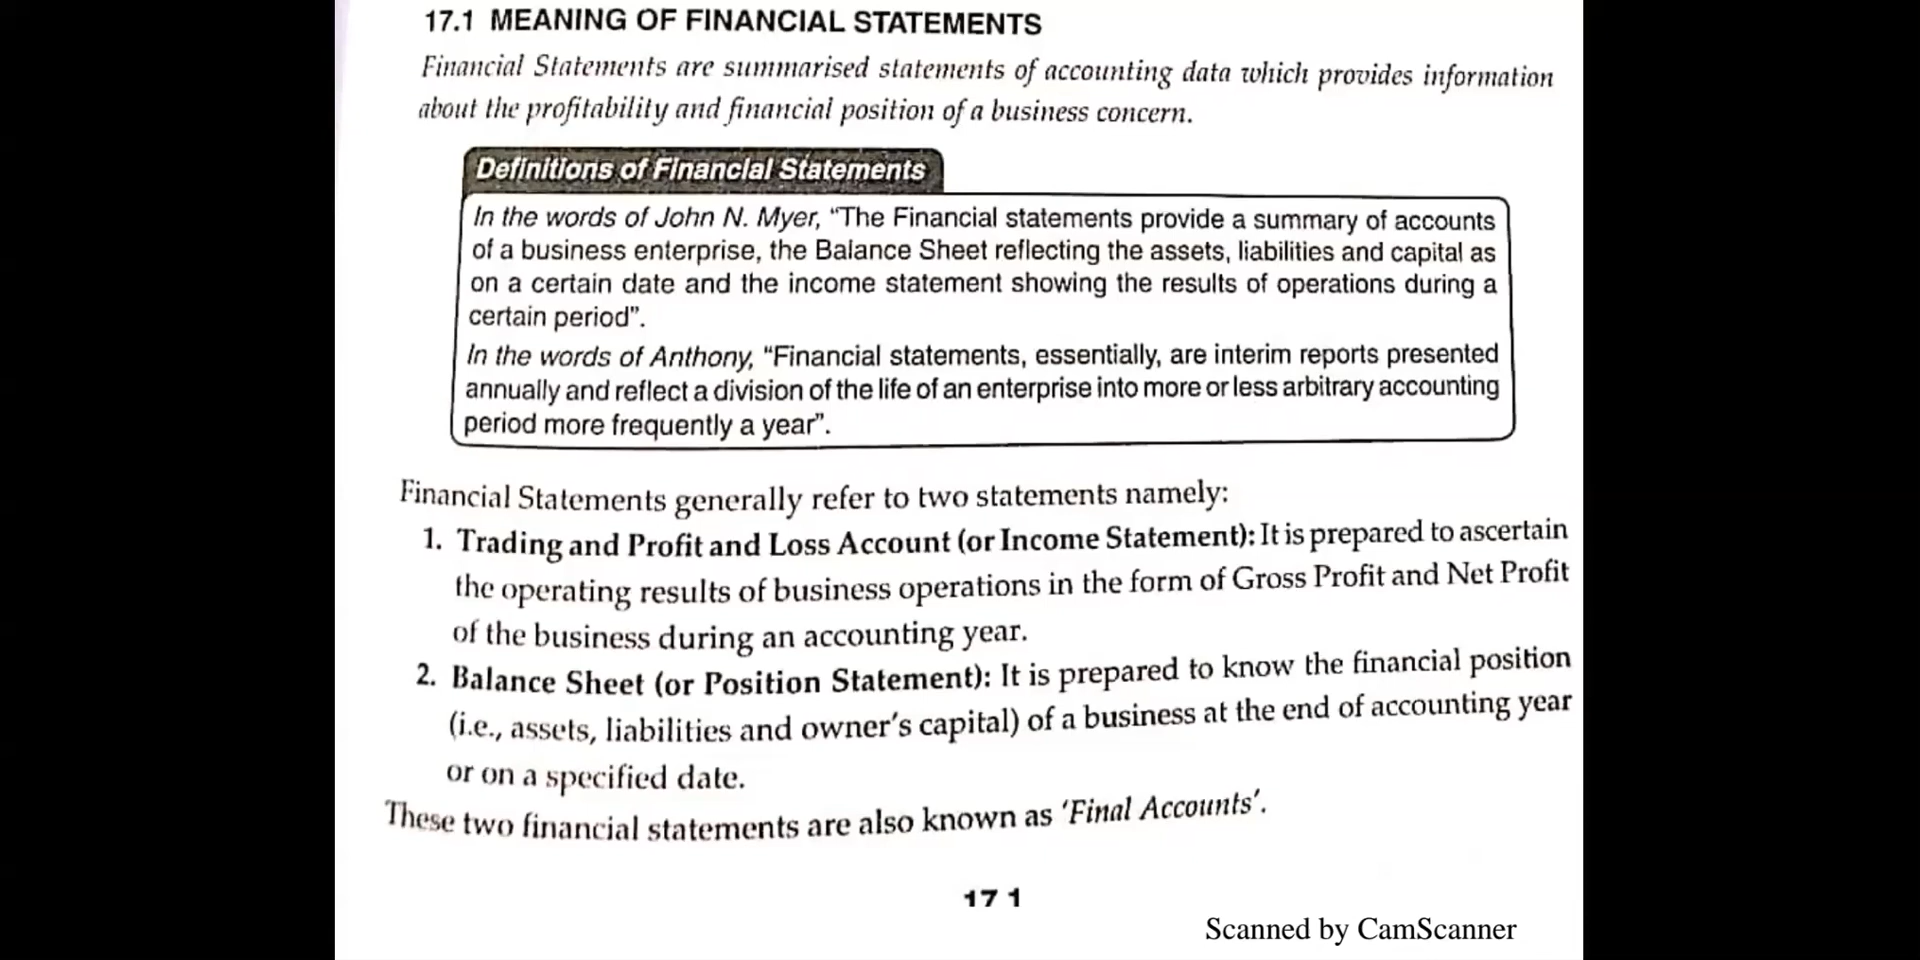 17.1 MEANING OF FINANCIAL STATEMENTS
Financial Statements are summarised statements of accounting data which provides information
about the profitability and financial position of a business concern.
Definitions of Financial Statements
In the words of John N. Myer, “The Financial statements provide a summary of accounts
of a business enterprise, the Balance Sheet reflecting the assets, liabilities and capital as
on a certain date and the income statement showing the results of operations during a
certain period”.
In the words of Anthony, “Financial statements, essentially, are interim reports presented
annually and reflect a division of the life of an enterprise into more or less arbitrary accounting
period more frequently a year”.
Financial Statements generally refer to two statements namely:
1. Trading and Profit and Loss Account (or Income Statement): It is prepared to ascertain
the operating results of business operations in the form of Gross Profit and Net Profit
of the business during an accounting year.
2. Balance Sheet (or Position Statement): It is prepared to know the financial position
(i.e., assets, liabilities and owner’s capital) of a business at the end of accounting year
or on a specified date.
These two financial statements are also known as ‘Final Accounts’.
17 1
Scanned by CamScanner